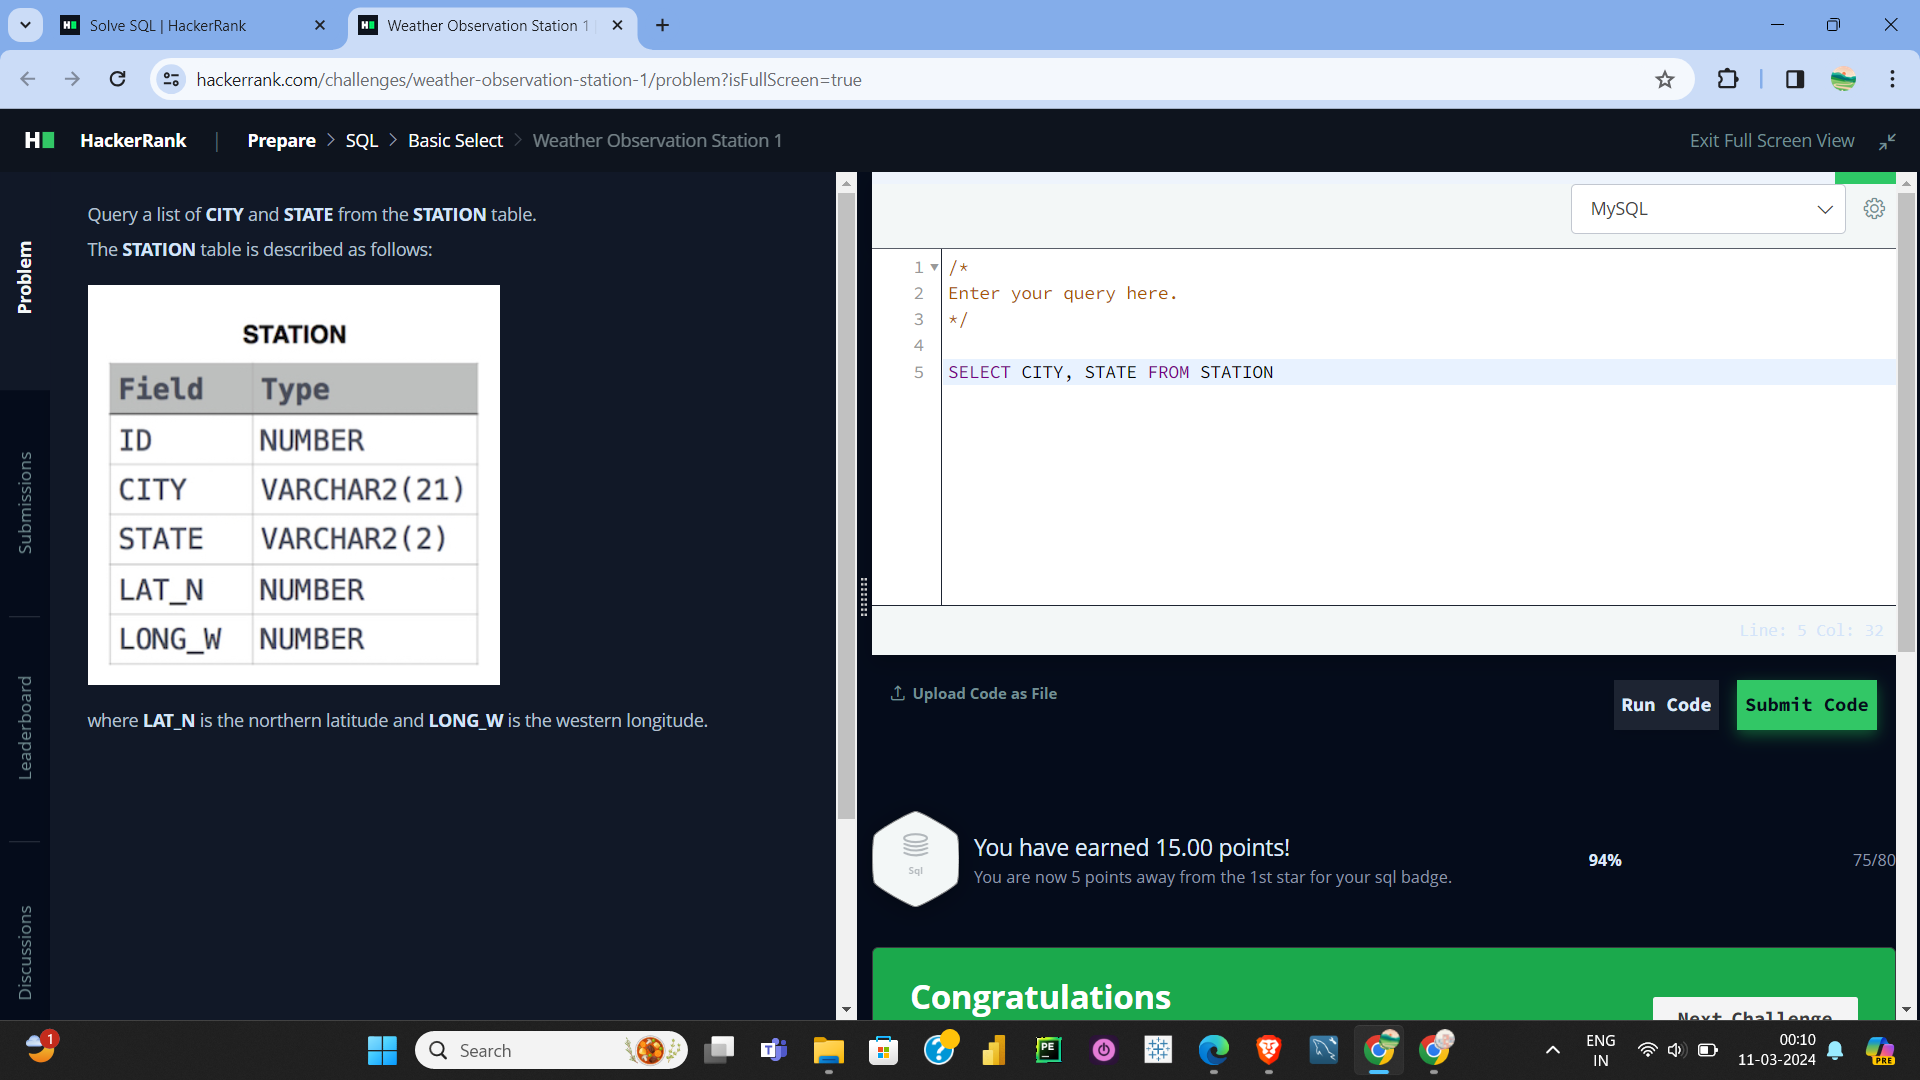 Solve SQL | HackerRank
Weather Observation Station 1
hackerrank.com/challenges/weather-observation-station-1/problem?isFullScreen=true
HackerRank | Prepare > SQL > Basic Select > Weather Observation Station 1
Exit Full Screen View
Problem
Submissions
Leaderboard
Discussions
Query a list of CITY and STATE from the STATION table.
The STATION table is described as follows:
STATION
Field Type
ID NUMBER
CITY VARCHAR2(21)
STATE VARCHAR2(2)
LAT_N NUMBER
LONG_W NUMBER
where LAT_N is the northern latitude and LONG_W is the western longitude.
MySQL
1 /*
2 Enter your query here.
3 */
4
5 SELECT CITY, STATE FROM STATION
Line: 5 Col: 32
Upload Code as File
Run Code
Submit Code
Sql
You have earned 15.00 points!
You are now 5 points away from the 1st star for your sql badge.
94%
75/80
Congratulations
Next Challenge
1
Search
PE
ENG
IN
00:10
11-03-2024
PRE